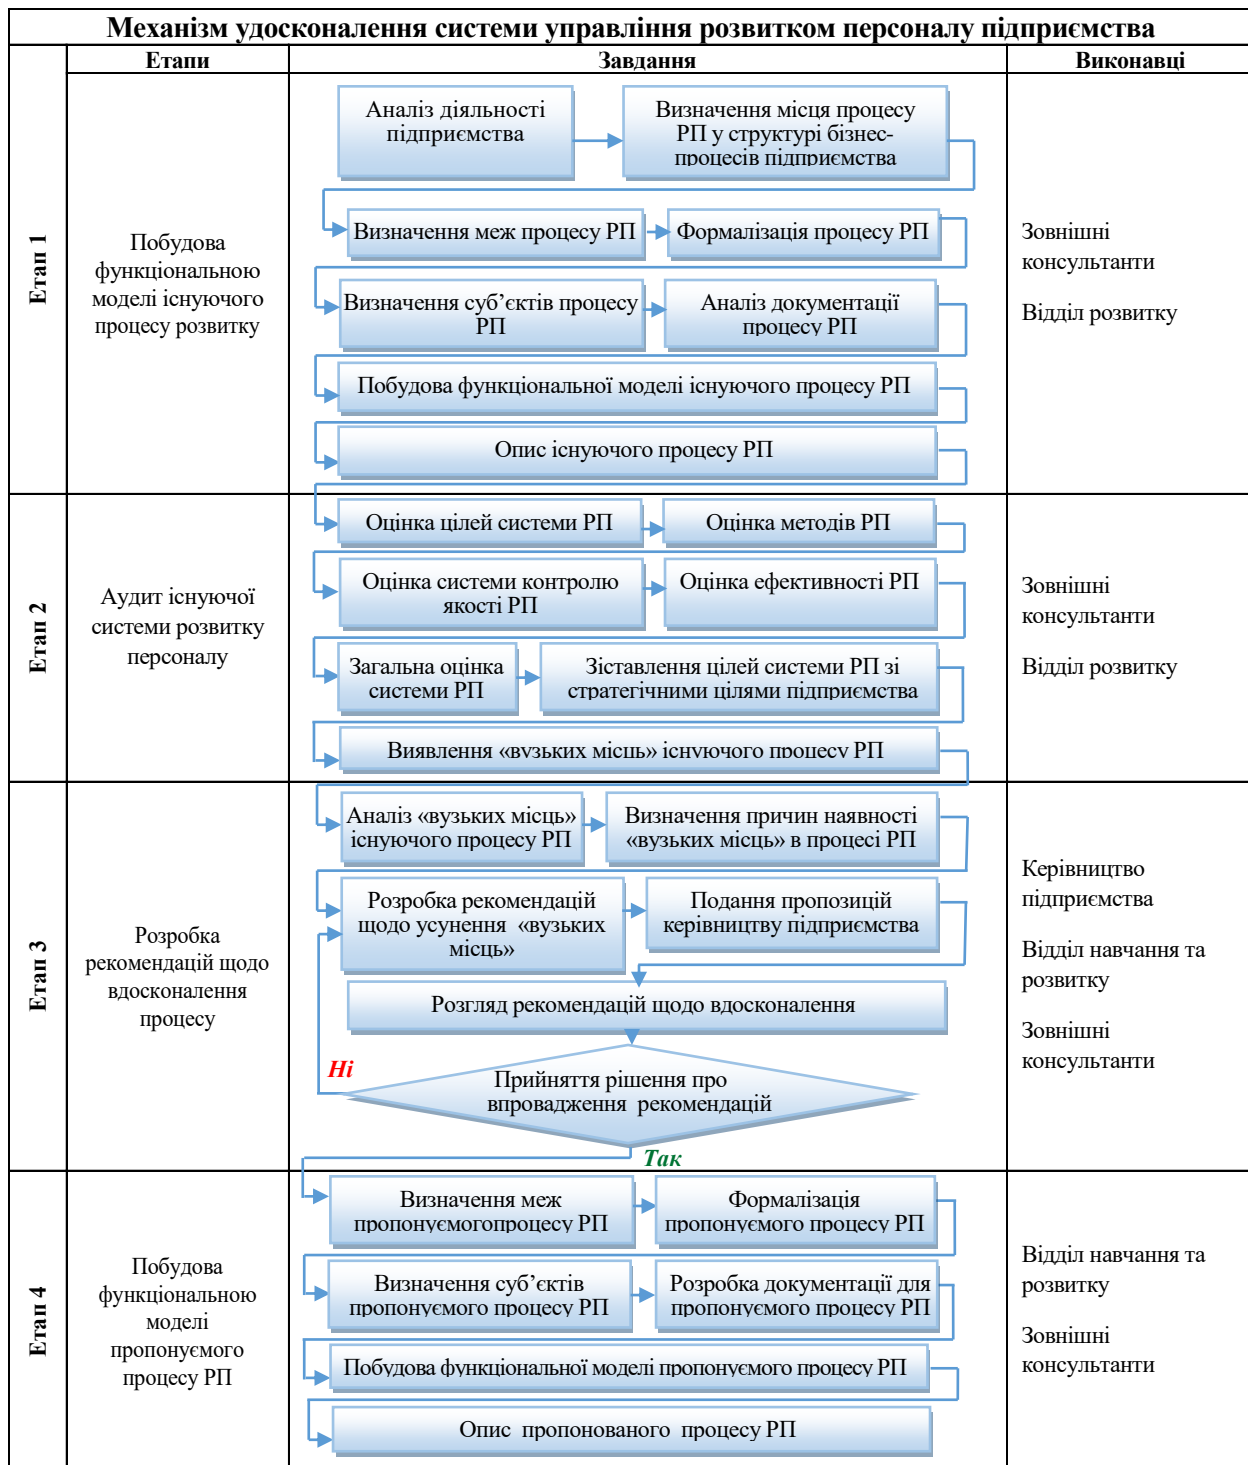 Механізм удосконалення системи управління розвитком персоналу підприємства
Етапи
Завдання
Виконавці
Етап 1
Побудова
функціональною
моделі існуючого
процесу розвитку
Аналіз діяльності
підприємства
Визначення місця процесу
РП у структурі бізнес-
процесів підприємства
Визначення меж процесу РП
Формалізація процесу РП
Визначення суб’єктів процесу
РП
Аналіз документації
процесу РП
Побудова функціональної моделі існуючого процесу РП
Опис існуючого процесу РП
Зовнішні
консультанти
Відділ розвитку
Етап 2
Аудит існуючої
системи розвитку
персоналу
Оцінка цілей системи РП
Оцінка методів РП
Оцінка системи контролю
якості РП
Оцінка ефективності РП
Загальна оцінка
системи РП
Зіставлення цілей системи РП зі
стратегічними цілями підприємства
Виявлення «вузьких місць» існуючого процесу РП
Зовнішні
консультанти
Відділ розвитку
Етап 3
Розробка
рекомендацій щодо
вдосконалення
процесу
Аналіз «вузьких місць»
існуючого процесу РП
Визначення причин наявності
«вузьких місць» в процесі РП
Розробка рекомендацій
щодо усунення «вузьких
місць»
Подання пропозицій
керівництву підприємства
Розгляд рекомендацій щодо вдосконалення
Ні
Прийняття рішення про
впровадження рекомендацій
Так
Керівництво
підприємства
Відділ навчання та
розвитку
Зовнішні
консультанти
Етап 4
Побудова
функціональною
моделі
пропонуємого
процесу РП
Визначення меж
пропонуємогопроцесу РП
Формалізація
пропонуємого процесу РП
Визначення суб’єктів
пропонуємого процесу РП
Розробка документації для
пропонуємого процесу РП
Побудова функціональної моделі пропонуємого процесу РП
Опис пропонованого процесу РП
Відділ навчання та
розвитку
Зовнішні
консультанти